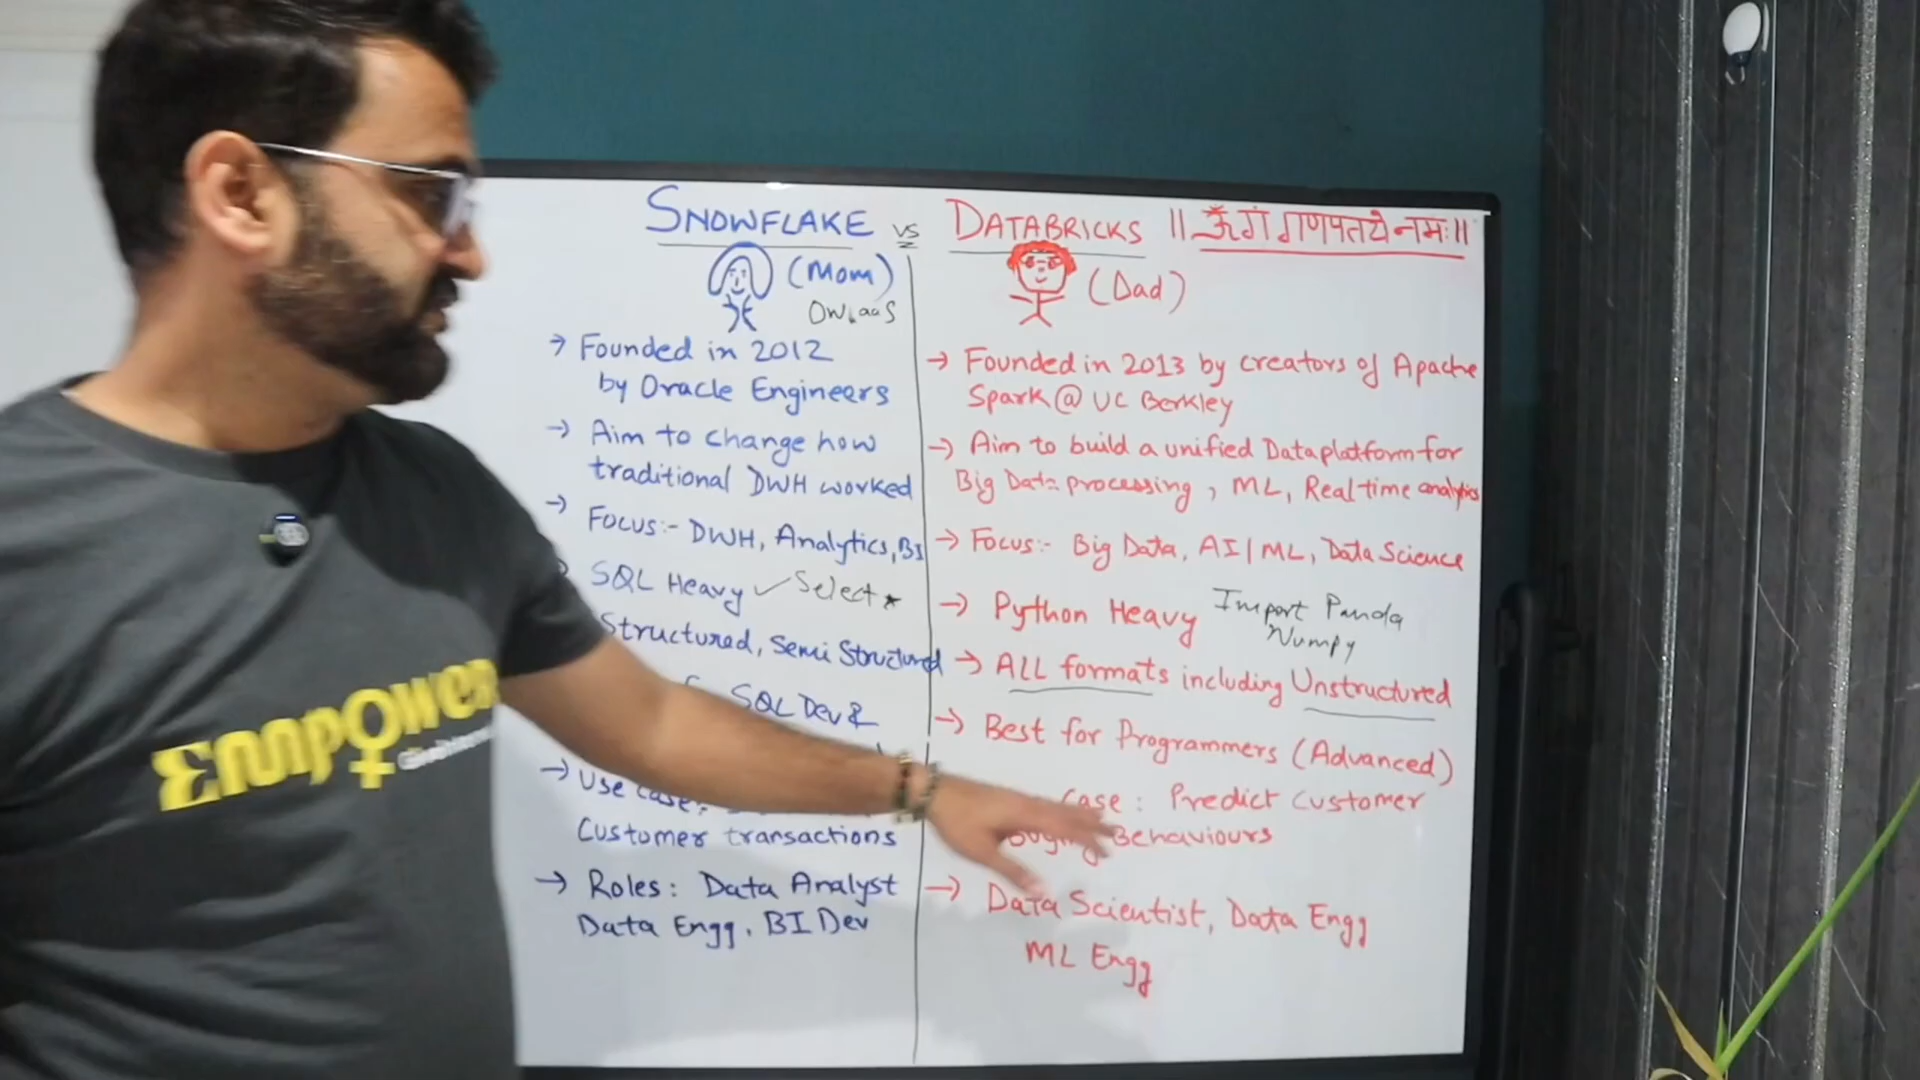 SNOWFLAKE vs DATABRICKS ॥ ॐ गं गणपतये नमः॥
(Mom)
DWaaS
(Dad)
→ Founded in 2012
by Oracle Engineers
→ Aim to change how
traditional DWH worked
→ Focus:- DWH, Analytics, BI
SQL Heavy ✓ Select *
Structured, Semi Structured
SQL Dev &
→ Use case:
Customer transactions
→ Roles: Data Analyst
Data Engg, BI Dev
→ Founded in 2013 by creators of Apache
Spark @ UC Berkley
→ Aim to build a unified Dataplatform for
Big Data processing, ML, Realtime analytics
→ Focus:- Big Data, AI/ML, Data Science
→ Python Heavy Import Panda
Numpy
→ ALL formats including Unstructured
→ Best for Programmers (Advanced)
Case: Predict Customer
Buying Behaviours
→ Data Scientist, Data Engg
ML Engg
EMPOWER